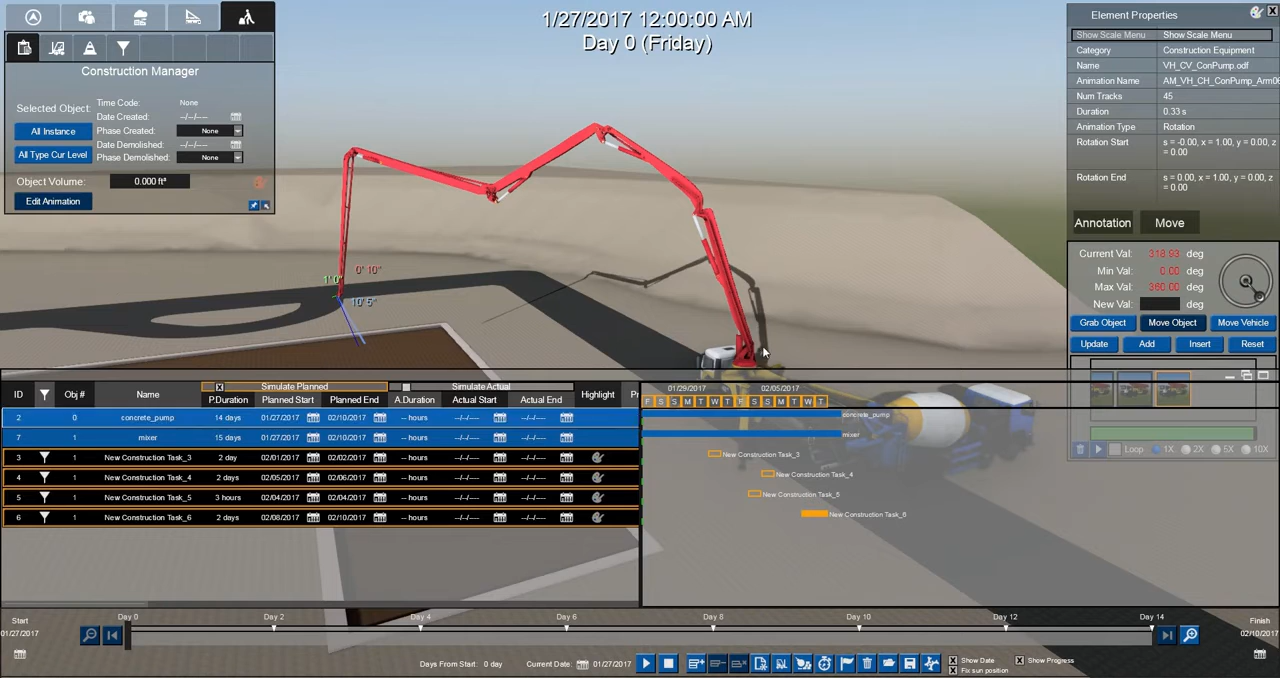 1/27/2017 12:00:00 AM
Day 0 (Friday)
Construction Manager
Selected Object:
Time Code: None
Date Created: --/--/----
All Instance
Phase Created: None
Date Demolished: --/--/----
All Type Cur Level
Phase Demolished: None
Object Volume: 0.000 ft³
Edit Animation
Element Properties
Show Scale Menu Show Scale Menu
Category Construction Equipment
Name VH_CV_ConPump.odf
Animation Name AM_VH_CH_ConPump_Arm06
Num Tracks 45
Duration 0.33 s
Animation Type Rotation
Rotation Start s = -0.00, x = 1.00, y = 0.00, z = 0.00
Rotation End s = 0.00, x = 1.00, y = 0.00, z = 0.00
Annotation Move
Current Val: 318.93 deg
Min Val: 0.00 deg
Max Val: 360.00 deg
New Val: deg
Grab Object Move Object Move Vehicle
Update Add Insert Reset
Loop 1X 2X 5X 10X
0' 10"
1' 0"
10' 5"
X Simulate Planned Simulate Actual
ID Obj # Name P.Duration Planned Start Planned End A.Duration Actual Start Actual End Highlight Pr
2 0 concrete_pump 14 days 01/27/2017 02/10/2017 -- hours --/--/---- --/--/----
7 1 mixer 15 days 01/27/2017 02/10/2017 -- hours --/--/---- --/--/----
3 1 New Construction Task_3 2 day 02/01/2017 02/02/2017 -- hours --/--/---- --/--/----
4 1 New Construction Task_4 2 days 02/05/2017 02/06/2017 -- hours --/--/---- --/--/----
5 1 New Construction Task_5 3 hours 02/04/2017 02/04/2017 -- hours --/--/---- --/--/----
6 1 New Construction Task_6 2 days 02/08/2017 02/10/2017 -- hours --/--/---- --/--/----
01/29/2017 02/05/2017
F S S M T W T F S S M T W T
concrete_pump
mixer
New Construction Task_3
New Construction Task_4
New Construction Task_5
New Construction Task_6
Start
01/27/2017
Day 0 Day 2 Day 4 Day 6 Day 8 Day 10 Day 12 Day 14
Finish
02/10/2017
Days From Start: 0 day Current Date: 01/27/2017
X Show Date X Show Progress
X Fix sun position